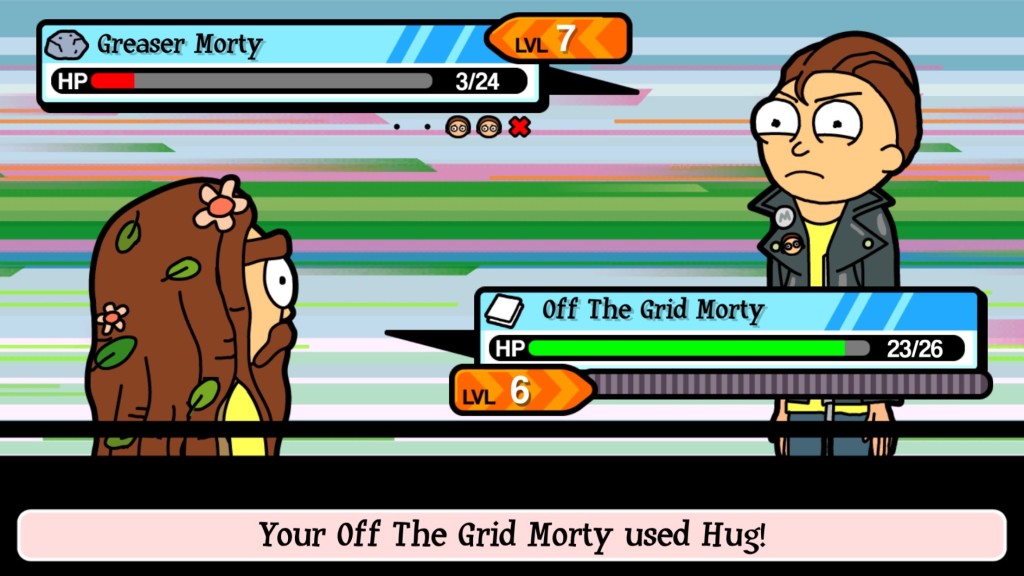 Greaser Morty
LVL 7
HP 3/24
M
Off The Grid Morty
HP 23/26
LVL 6
Your Off The Grid Morty used Hug!